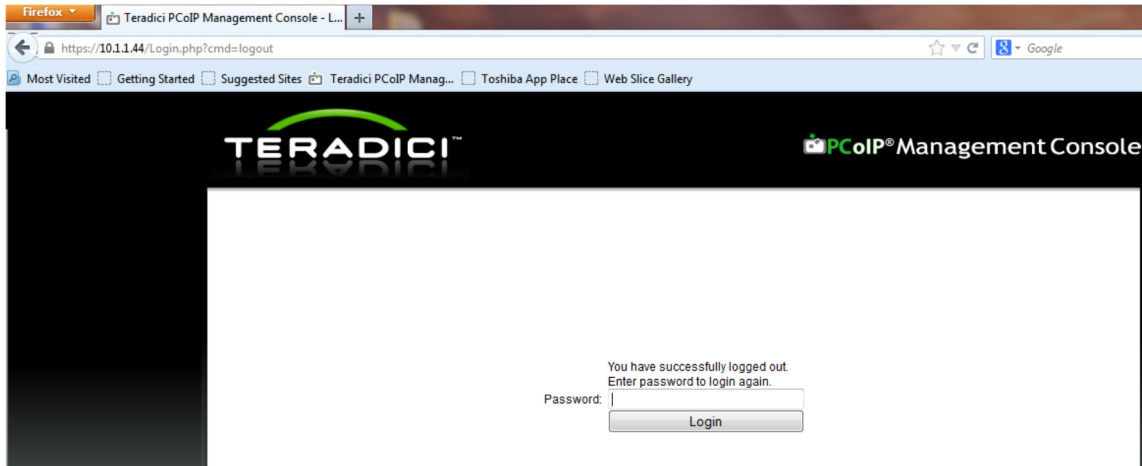 Firefox
Teradici PCoIP Management Console - L...
https://10.1.1.44/Login.php?cmd=logout
Google
Most Visited Getting Started Suggested Sites Teradici PCoIP Manag... Toshiba App Place Web Slice Gallery
TERADICI™
PCoIP® Management Console
You have successfully logged out.
Enter password to login again.
Password:
Login